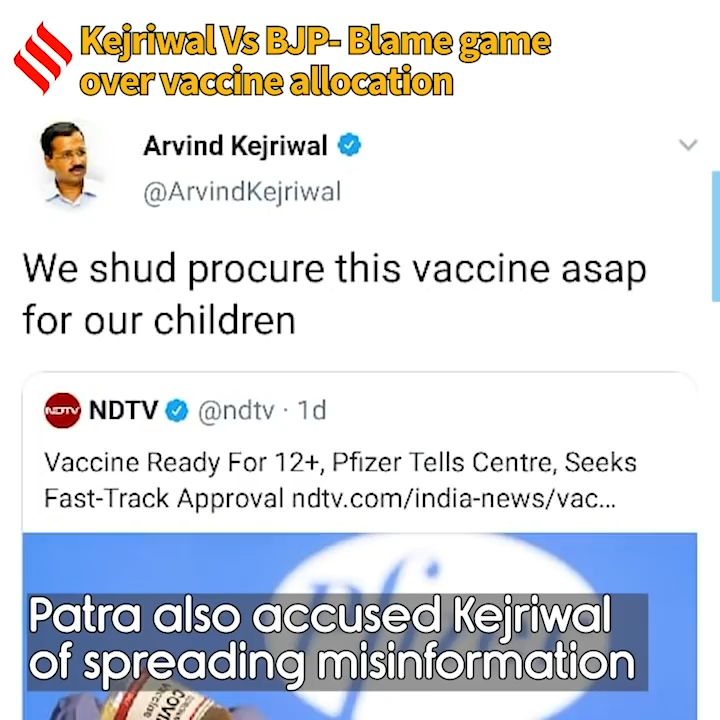 Kejriwal Vs BJP- Blame game
over vaccine allocation
Arvind Kejriwal
@ArvindKejriwal
We shud procure this vaccine asap
for our children
NDTV NDTV @ndtv · 1d
Vaccine Ready For 12+, Pfizer Tells Centre, Seeks
Fast-Track Approval ndtv.com/india-news/vac...
Pfizer
Patra also accused Kejriwal
of spreading misinformation